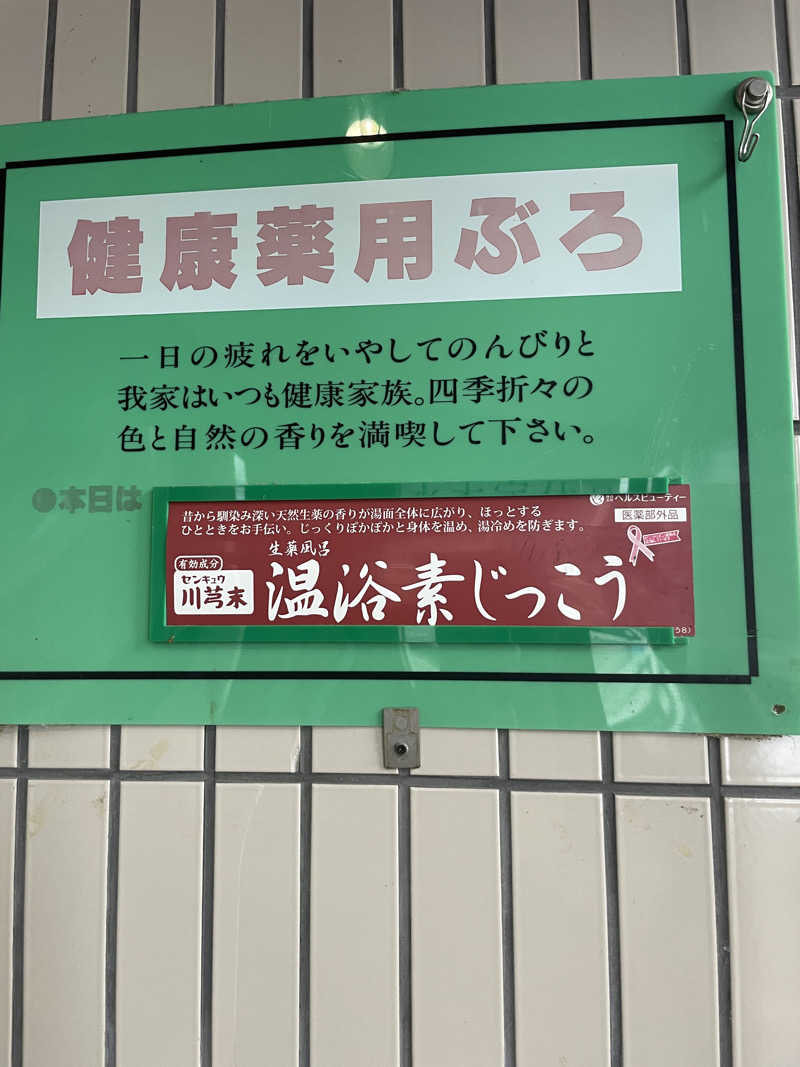 健康薬用ぶろ
一日の疲れをいやしてのんびりと
我家はいつも健康家族。四季折々の
色と自然の香りを満喫して下さい。
●本日は
ヘルスビューティー
医薬部外品
昔から馴染み深い天然生薬の香りが湯面全体に広がり、ほっとする
ひとときをお手伝い。じっくりぽかぽかと身体を温め、湯冷めを防ぎます。
生薬風呂
有効成分
センキュウ
川芎末
温浴素じっこう
58)